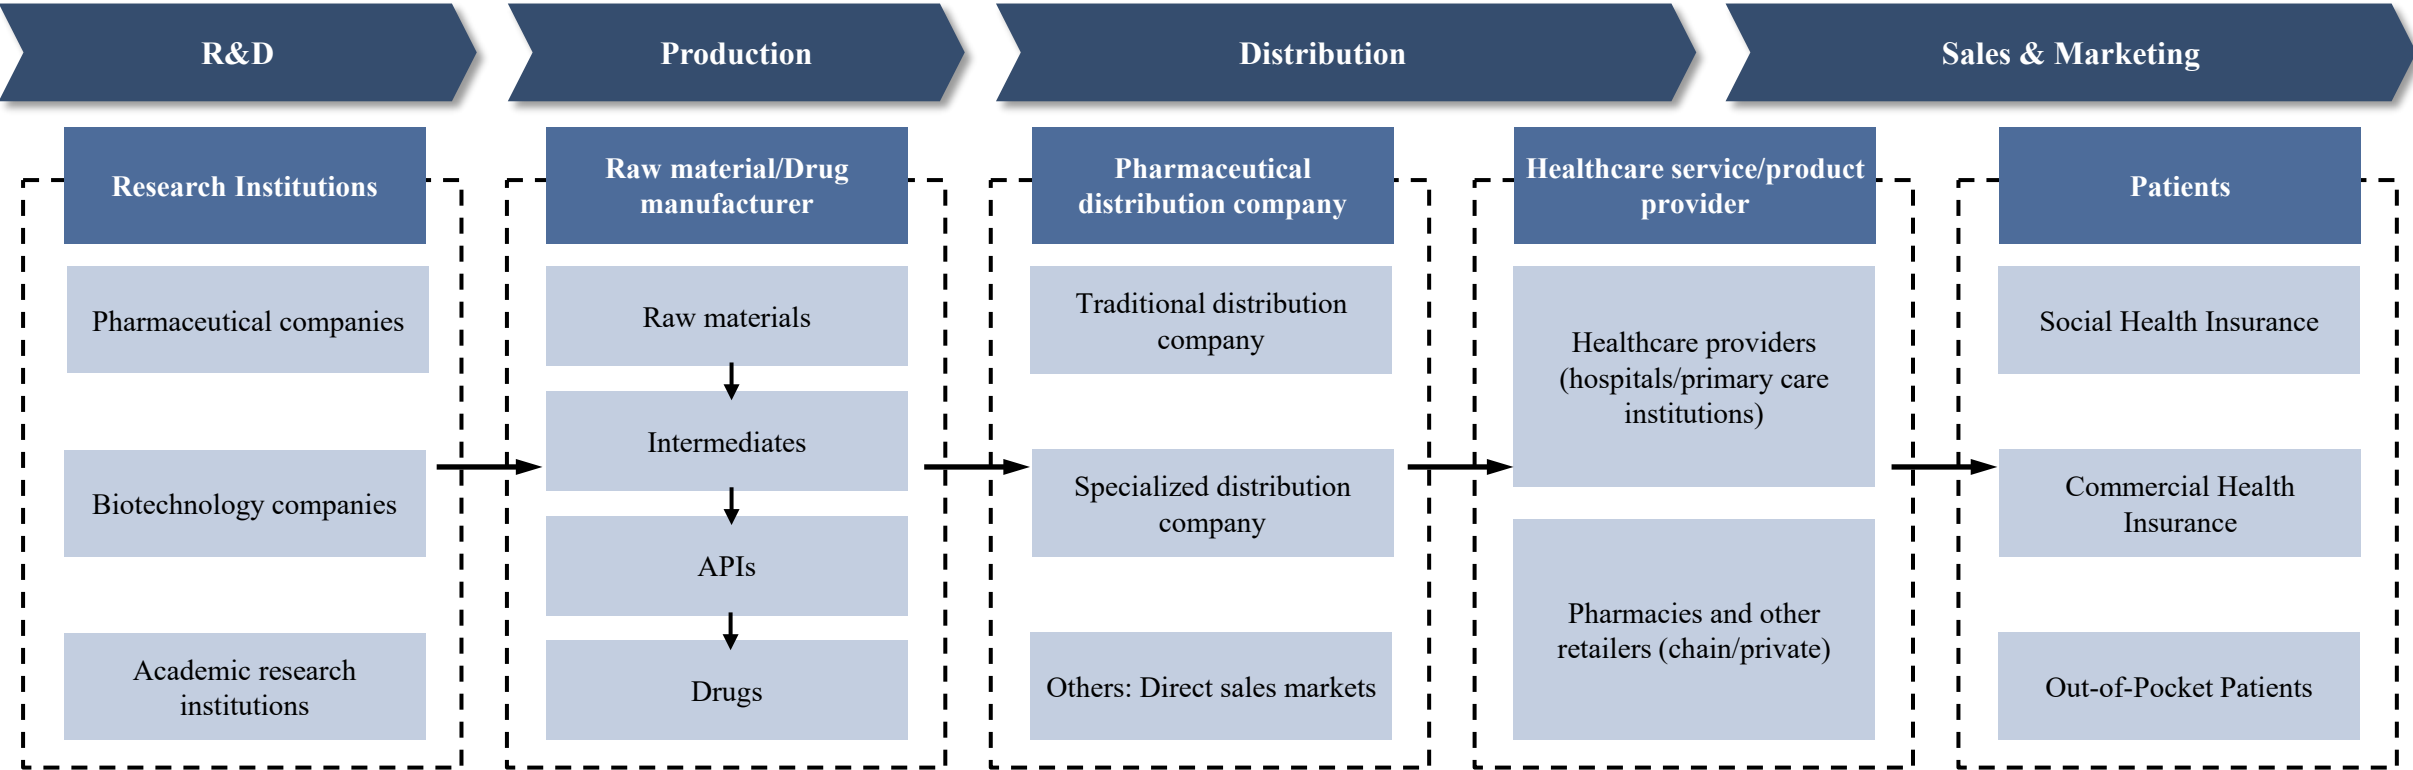 R&D
Production
Distribution
Sales & Marketing
Research Institutions
Pharmaceutical companies
Biotechnology companies
Academic research
institutions
Raw material/Drug
manufacturer
Raw materials
Intermediates
APIs
Drugs
Pharmaceutical
distribution company
Traditional distribution
company
Specialized distribution
company
Others: Direct sales markets
Healthcare service/product
provider
Healthcare providers
(hospitals/primary care
institutions)
Pharmacies and other
retailers (chain/private)
Patients
Social Health Insurance
Commercial Health
Insurance
Out-of-Pocket Patients